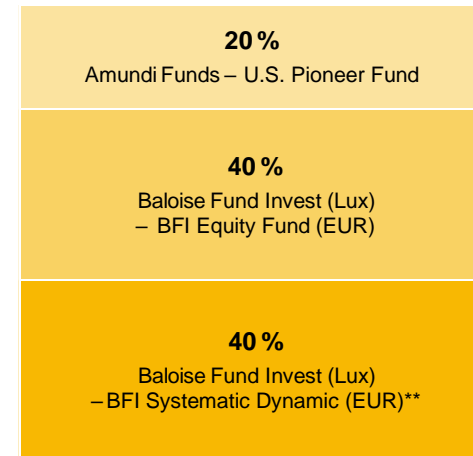 20 %
Amundi Funds – U.S. Pioneer Fund
40 %
Baloise Fund Invest (Lux)
– BFI Equity Fund (EUR)
40 %
Baloise Fund Invest (Lux)
– BFI Systematic Dynamic (EUR)**